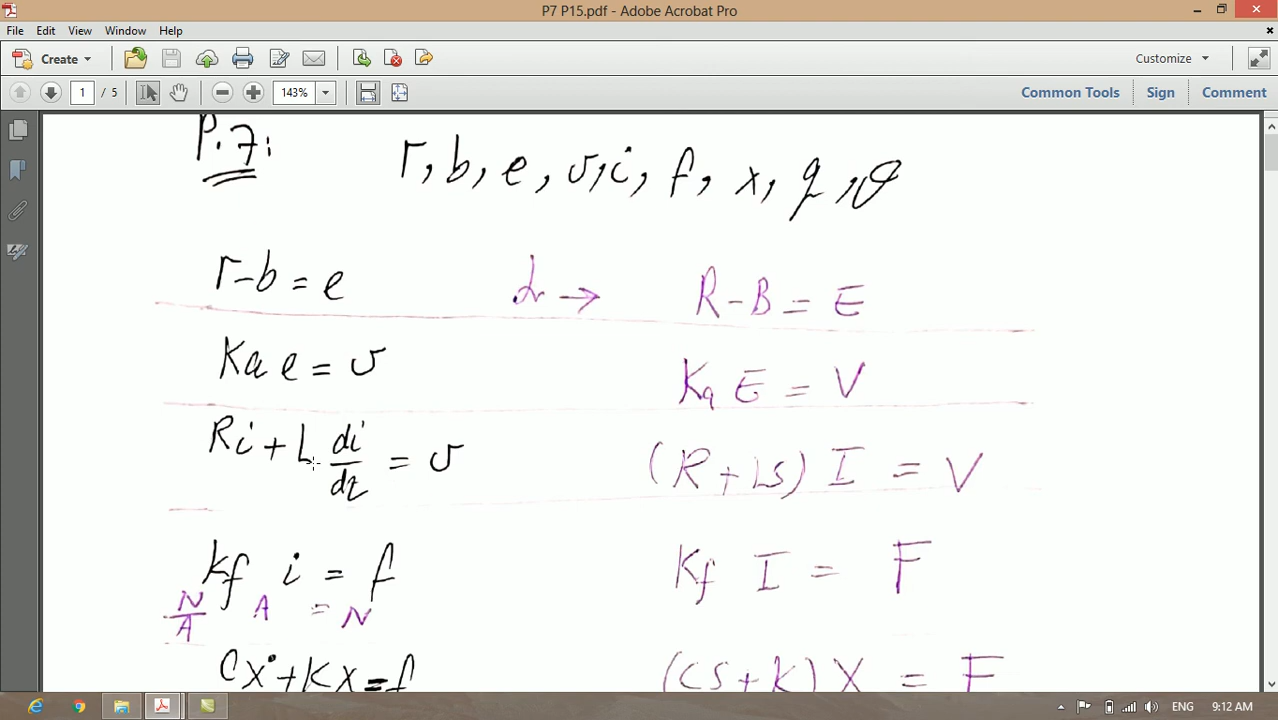 P7 P15.pdf - Adobe Acrobat Pro
File Edit View Window Help
Create Customize
1 / 5 143% Common Tools Sign Comment
P.7: r, b, e, v, i, f, x, q, θ
r-b = e L → R-B = E
Ka e = v Ka E = V
Ri + L di/dt = v (R+LS) I = V
Kf i = f Kf I = F
N/A A = N
Cẋ + Kx = f (CS+K) X = F
ENG 9:12 AM